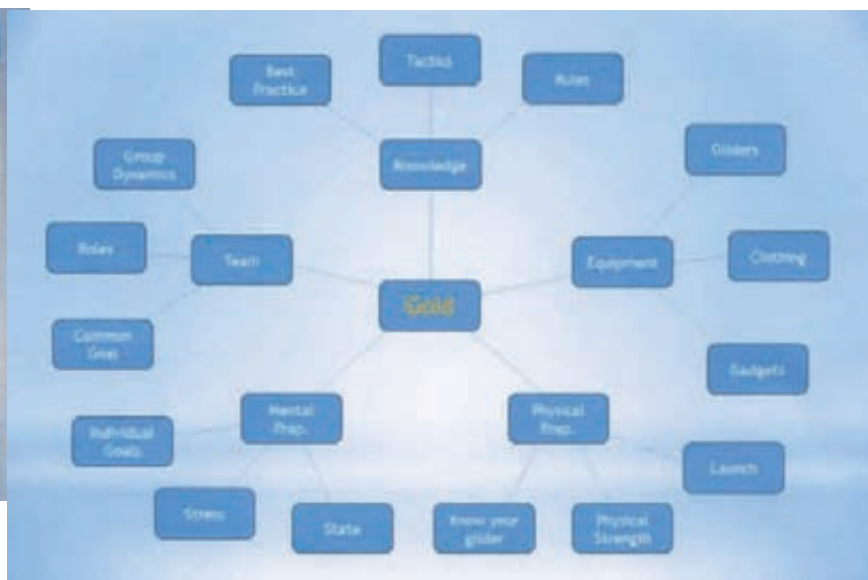 Tactics
Best
Practice
Rules
Knowledge
Gliders
Group
Dynamics
Roles
Team
Equipment
Clothing
Gold
Common
Goal
Gadgets
Individual
Goals
Mental
Prep.
Physical
Prep.
Launch
Stress
State
Know your
glider
Physical
Strength